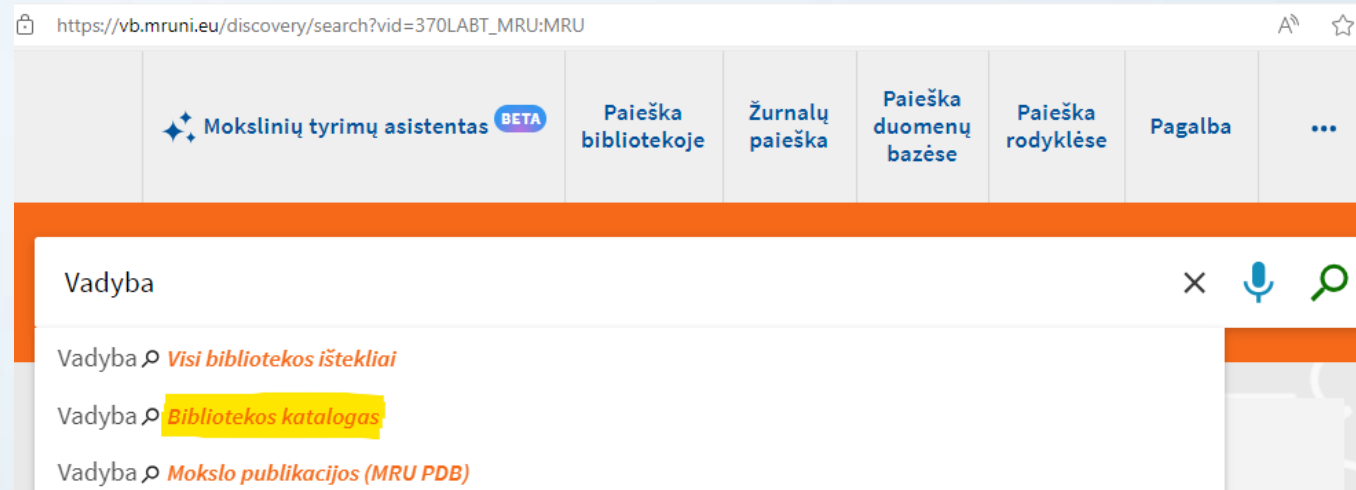 https://vb.mruni.eu/discovery/search?vid=370LABT_MRU:MRU
Mokslinių tyrimų asistentas BETA
Paieška
bibliotekoje
Žurnalų
paieška
Paieška
duomenų
bazėse
Paieška
rodyklėse
Pagalba
Vadyba
Vadyba Visi bibliotekos ištekliai
Vadyba Bibliotekos katalogas
Vadyba Mokslo publikacijos (MRU PDB)